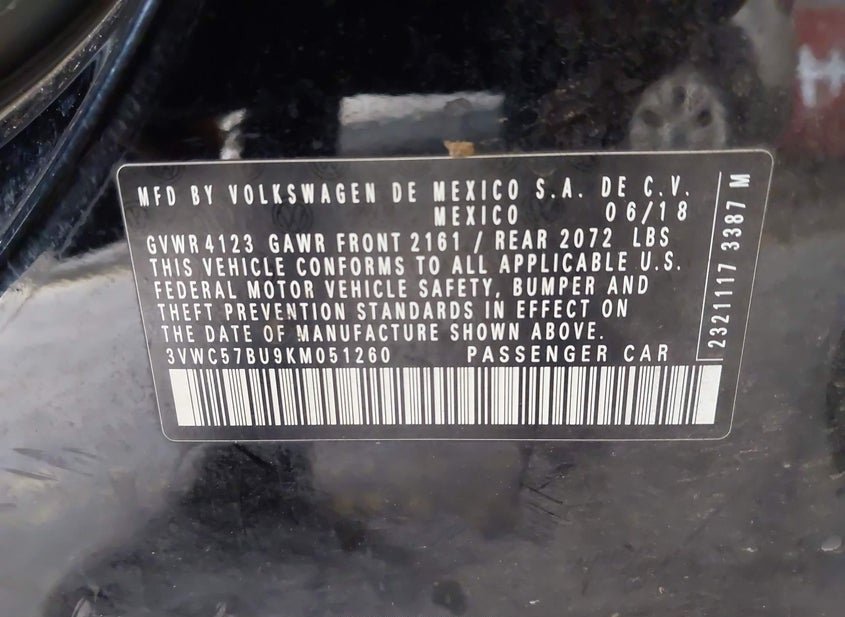 MFD BY VOLKSWAGEN DE MEXICO S.A. DE C.V.
MEXICO 06/18
GVWR 4123 GAWR FRONT 2161 / REAR 2072 LBS
THIS VEHICLE CONFORMS TO ALL APPLICABLE U.S.
FEDERAL MOTOR VEHICLE SAFETY, BUMPER AND
THEFT PREVENTION STANDARDS IN EFFECT ON
THE DATE OF MANUFACTURE SHOWN ABOVE.
3VWC57BU9KM051260 PASSENGER CAR
2321117 3387 M